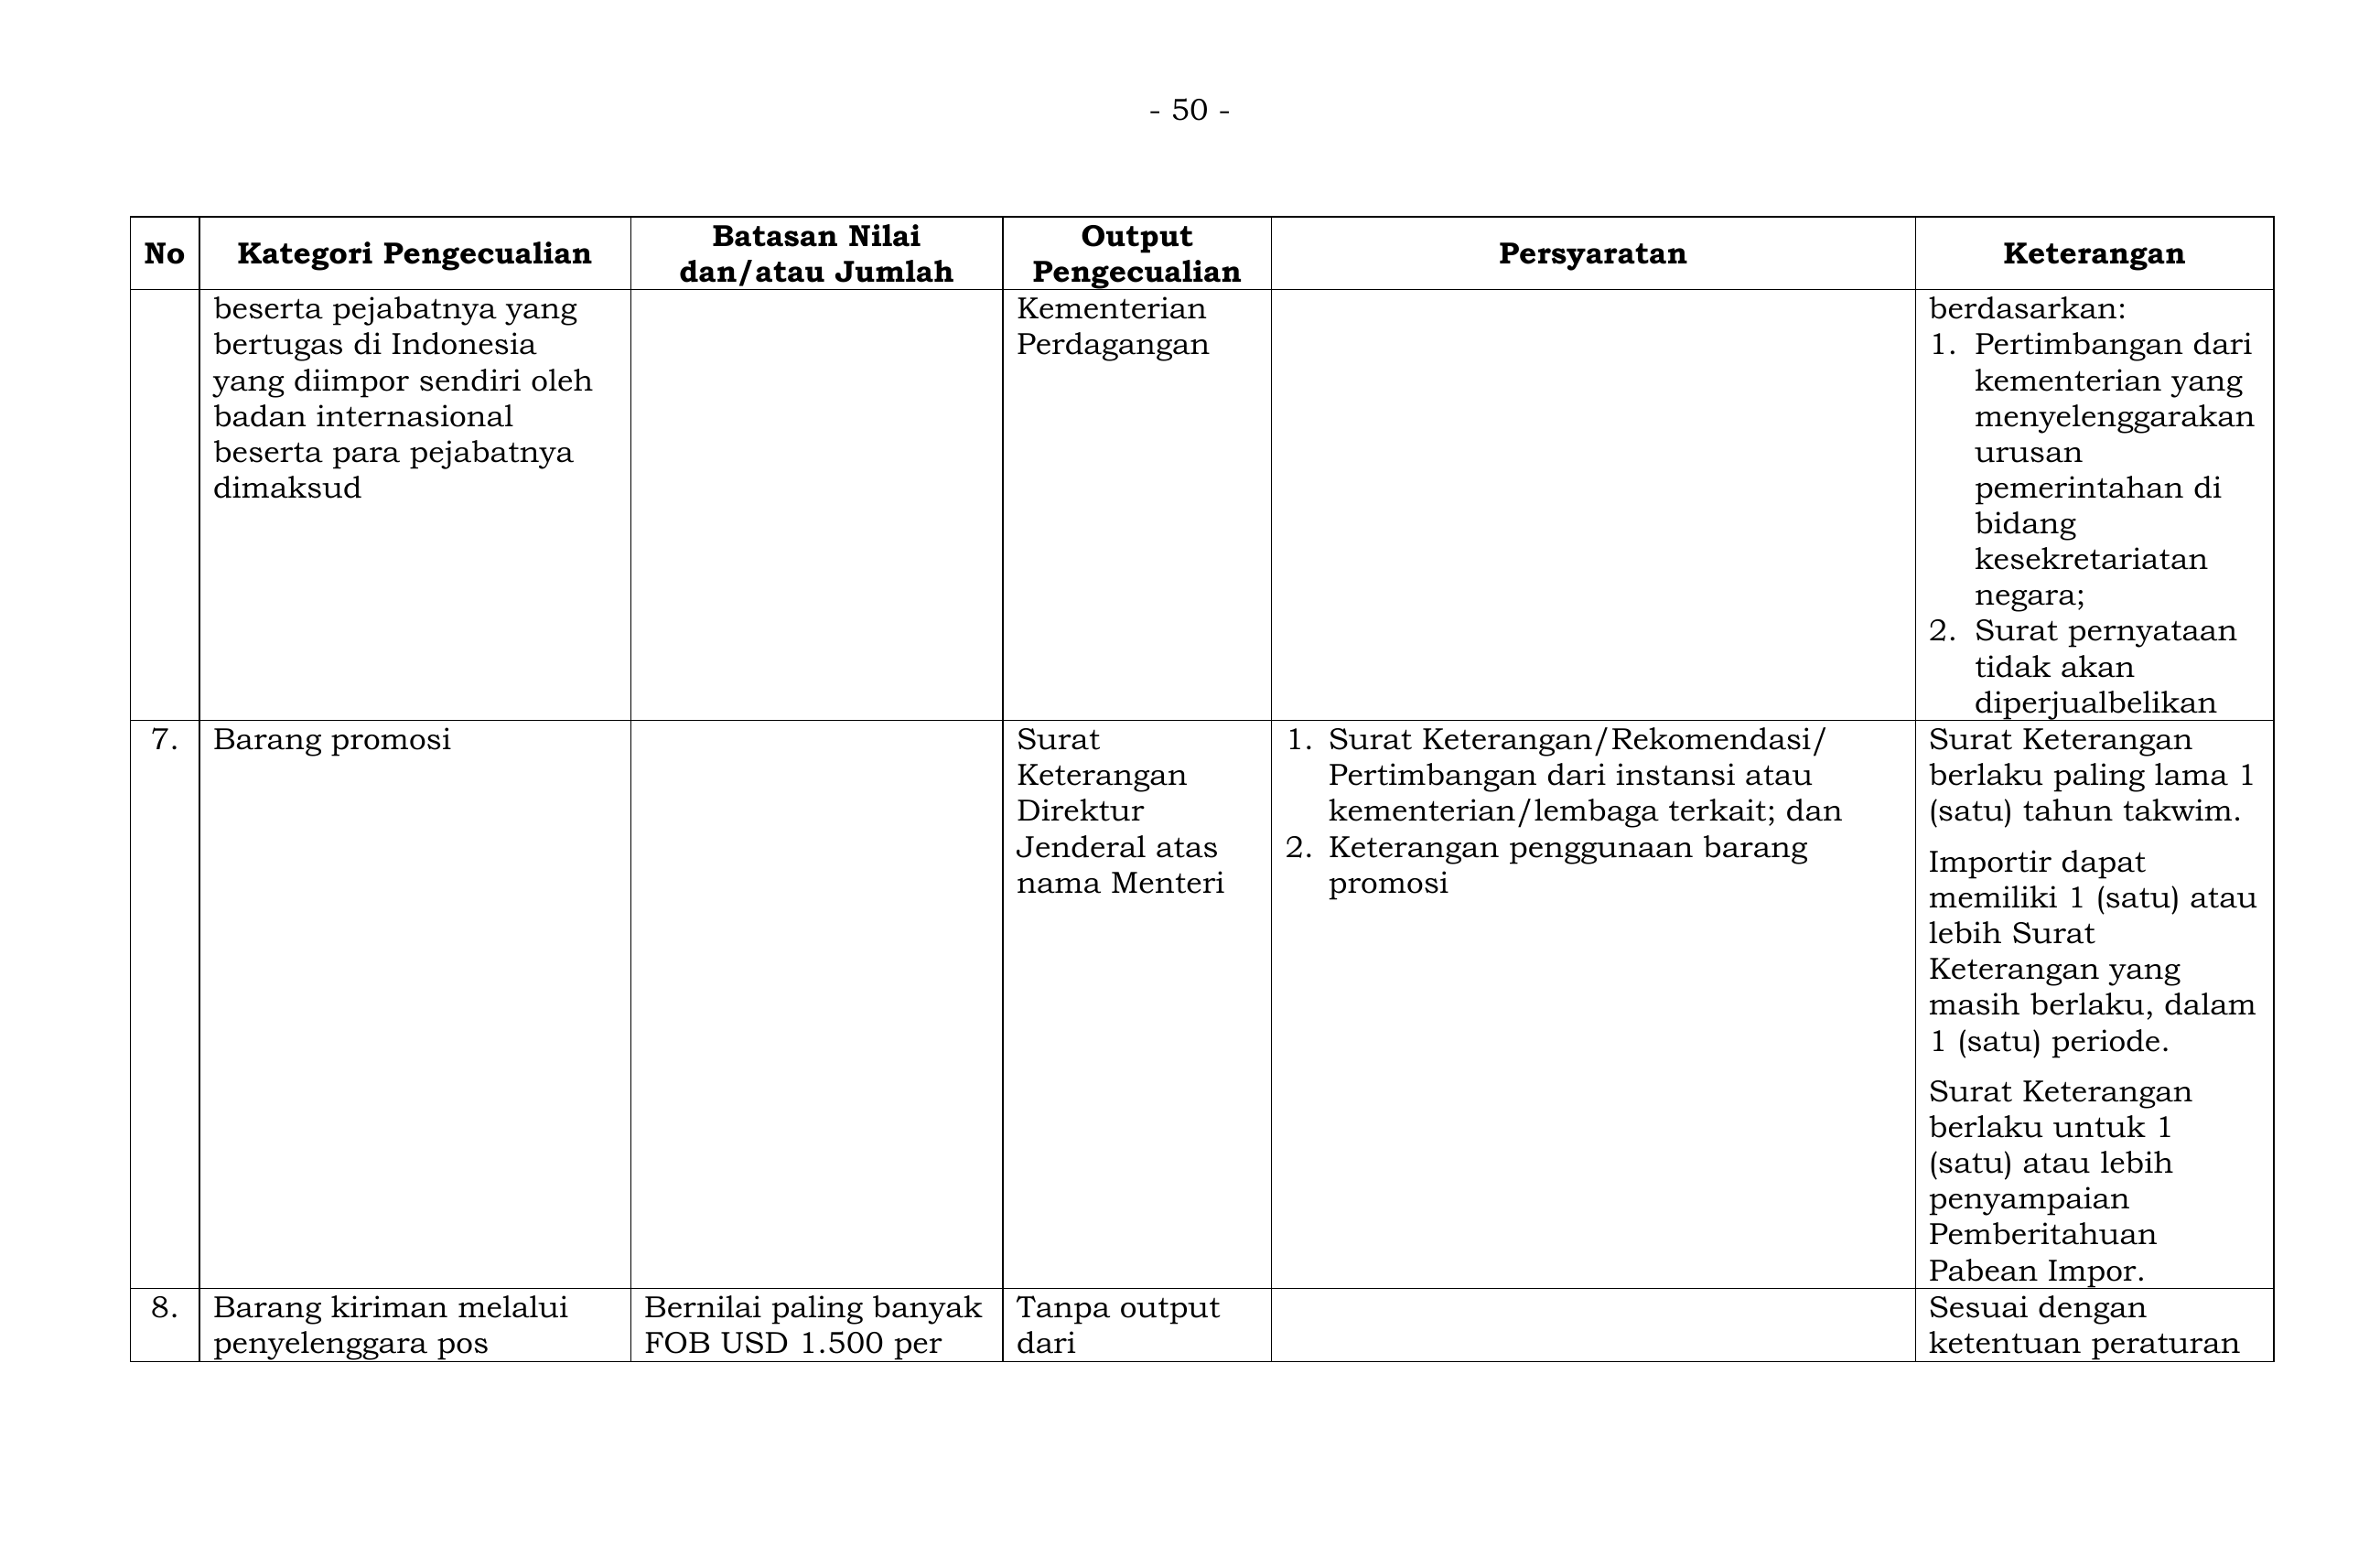 - 50 -
No
Kategori Pengecualian
Batasan Nilai
dan/atau Jumlah
Output
Pengecualian
Persyaratan
Keterangan
beserta pejabatnya yang
bertugas di Indonesia
yang diimpor sendiri oleh
badan internasional
beserta para pejabatnya
dimaksud
Kementerian
Perdagangan
berdasarkan:
1. Pertimbangan dari
kementerian yang
menyelenggarakan
urusan
pemerintahan di
bidang
kesekretariatan
negara;
2. Surat pernyataan
tidak akan
diperjualbelikan
7.
Barang promosi
Surat
Keterangan
Direktur
Jenderal atas
nama Menteri
1. Surat Keterangan/Rekomendasi/
Pertimbangan dari instansi atau
kementerian/lembaga terkait; dan
2. Keterangan penggunaan barang
promosi
Surat Keterangan
berlaku paling lama 1
(satu) tahun takwim.
Importir dapat
memiliki 1 (satu) atau
lebih Surat
Keterangan yang
masih berlaku, dalam
1 (satu) periode.
Surat Keterangan
berlaku untuk 1
(satu) atau lebih
penyampaian
Pemberitahuan
Pabean Impor.
8.
Barang kiriman melalui
penyelenggara pos
Bernilai paling banyak
FOB USD 1.500 per
Tanpa output
dari
Sesuai dengan
ketentuan peraturan